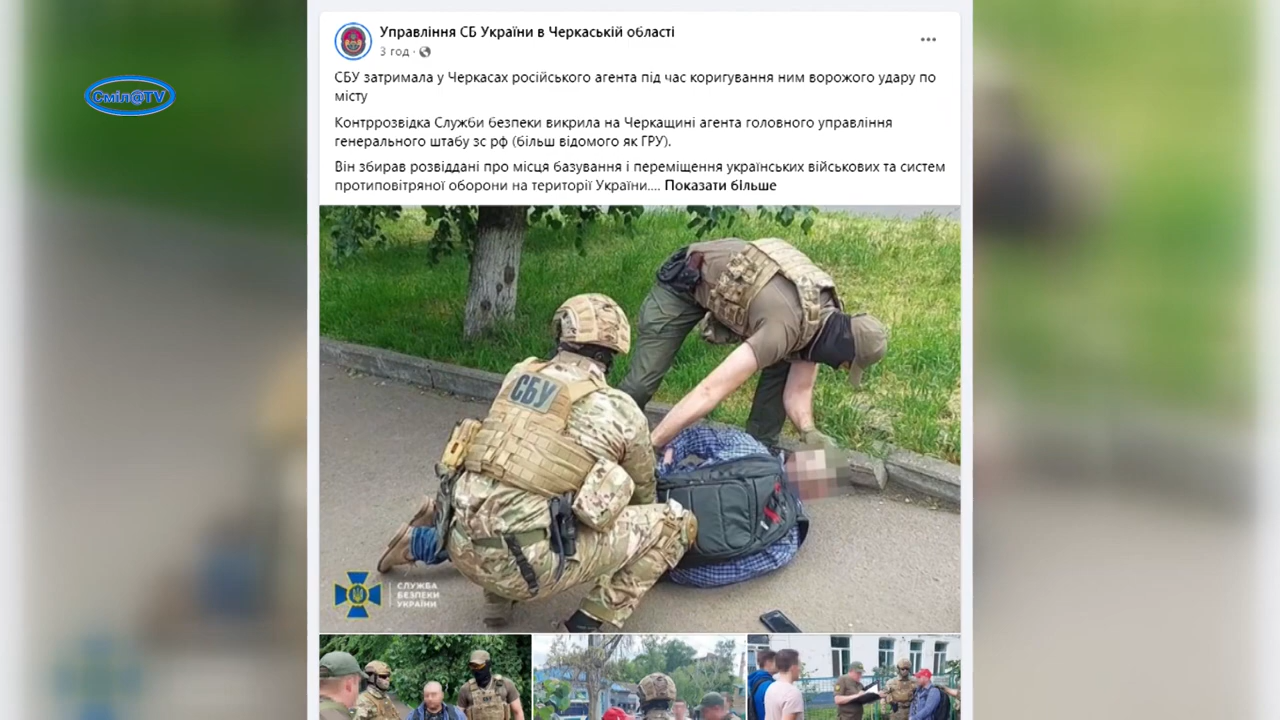 Управління СБ України в Черкаській області
3 год ·
Сміл@TV
СБУ затримала у Черкасах російського агента під час коригування ним ворожого удару по
місту
Контррозвідка Служби безпеки викрила на Черкащині агента головного управління
генерального штабу зс рф (більш відомого як ГРУ).
Він збирав розвіддані про місця базування і переміщення українських військових та систем
протиповітряної оборони на території України.... Показати більше
СБУ
СЛУЖБА
БЕЗПЕКИ
УКРАЇНИ